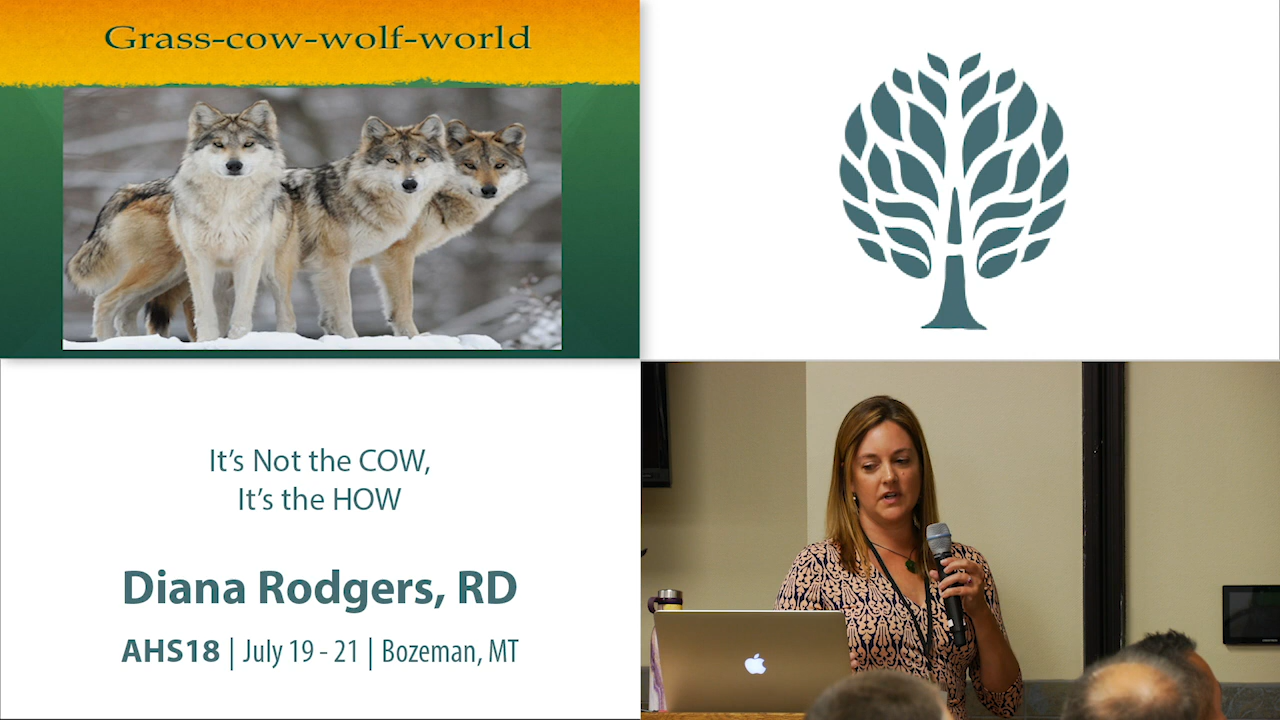 Grass-cow-wolf-world
It's Not the COW,
It's the HOW
Diana Rodgers, RD
AHS18 | July 19 - 21 | Bozeman, MT